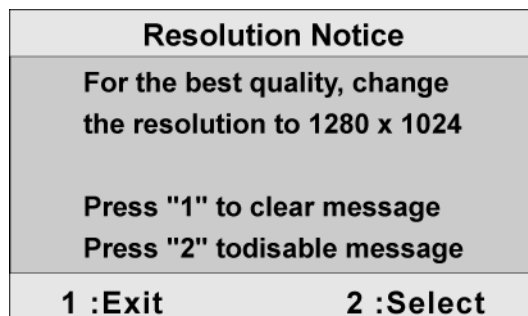 Resolution Notice
For the best quality, change
the resolution to 1280 x 1024
Press "1" to clear message
Press "2" todisable message
1 :Exit 2 :Select